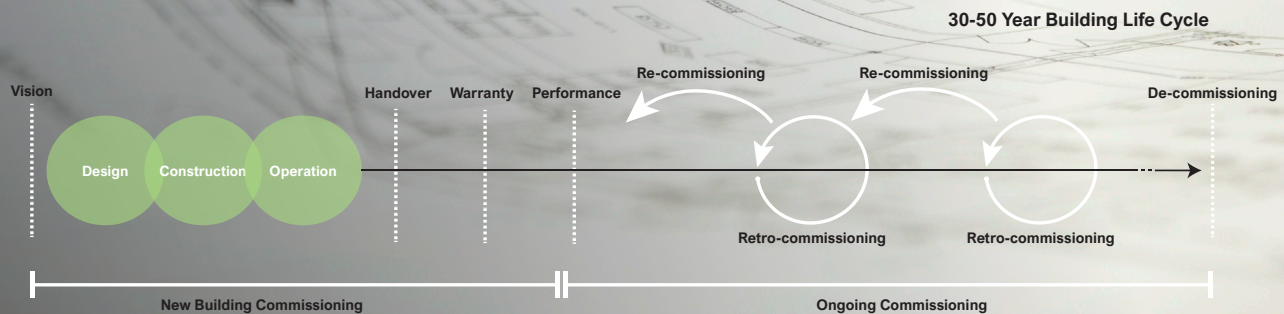 30-50 Year Building Life Cycle
Re-commissioning
Re-commissioning
Vision
Handover
Warranty
Performance
De-commissioning
Design
Construction
Operation
Retro-commissioning
Retro-commissioning
New Building Commissioning
Ongoing Commissioning